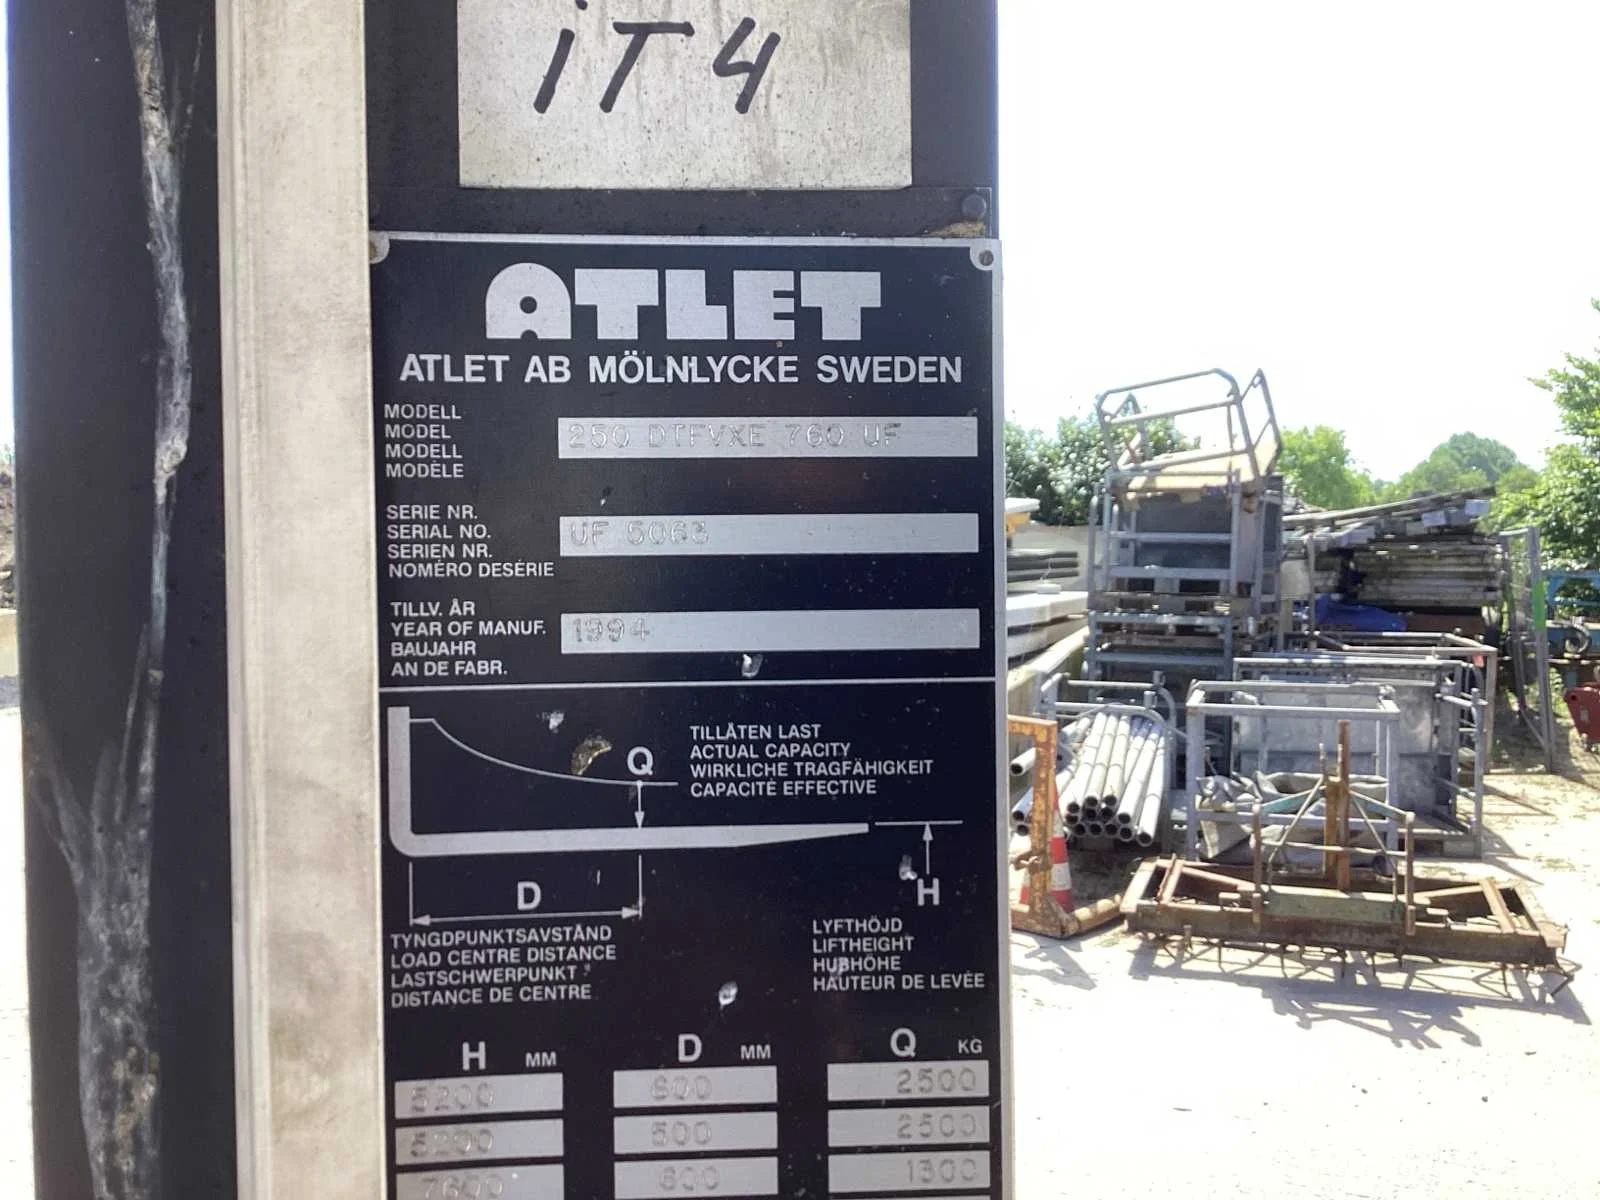 iT4
ATLET
ATLET AB MÖLNLYCKE SWEDEN
MODELL
MODEL
MODELL
MODÈLE
250 DTFVXE 760 UF
SERIE NR.
SERIAL NO.
SERIEN NR.
NOMÉRO DESÉRIE
UF 5063
TILLV. ÅR
YEAR OF MANUF.
BAUJAHR
AN DE FABR.
1994
Q
TILLÅTEN LAST
ACTUAL CAPACITY
WIRKLICHE TRAGFÄHIGKEIT
CAPACITÉ EFFECTIVE
D
H
TYNGDPUNKTSAVSTÅND
LOAD CENTRE DISTANCE
LASTSCHWERPUNKT
DISTANCE DE CENTRE
LYFTHÖJD
LIFTHEIGHT
HUBHÖHE
HAUTEUR DE LEVÉE
H MM D MM Q KG
5200 600 2500
5200 500 2500
7600 600 1300